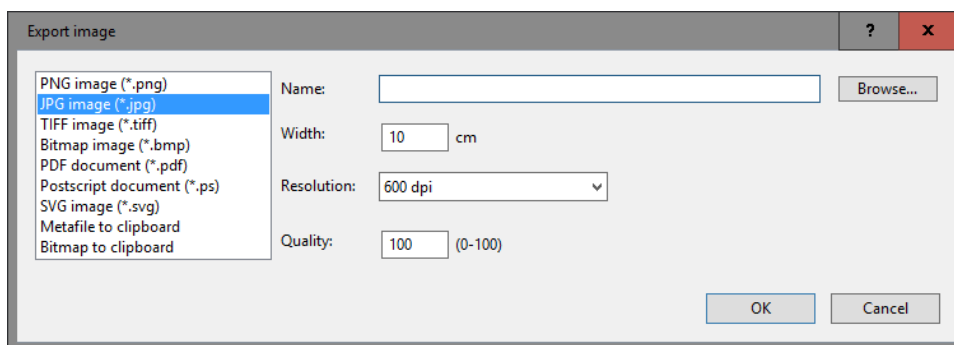 Export image
? x
PNG image (*.png)
JPG image (*.jpg)
TIFF image (*.tiff)
Bitmap image (*.bmp)
PDF document (*.pdf)
Postscript document (*.ps)
SVG image (*.svg)
Metafile to clipboard
Bitmap to clipboard
Name:
Browse...
Width: 10 cm
Resolution: 600 dpi
Quality: 100 (0-100)
OK Cancel